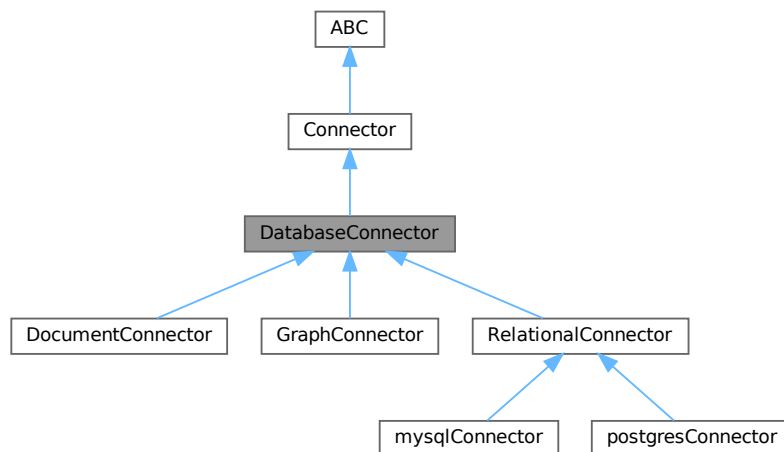 ABC
Connector
DatabaseConnector
DocumentConnector
GraphConnector
RelationalConnector
mysqlConnector
postgresConnector